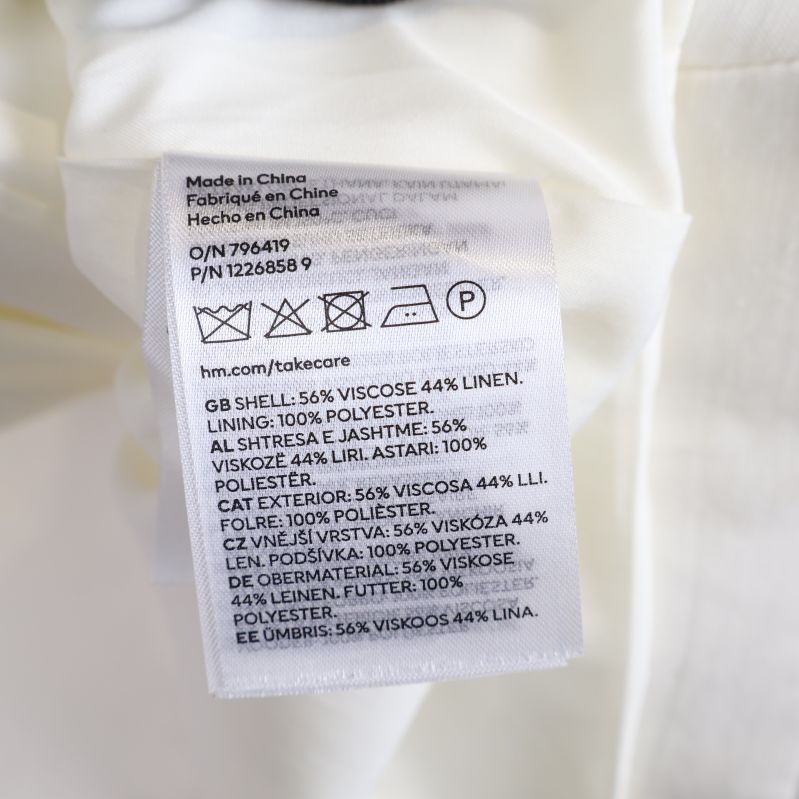 Made in China
Fabriqué en Chine
Hecho en China
O/N 796419
P/N 1226858 9
P
hm.com/takecare
GB SHELL: 56% VISCOSE 44% LINEN.
LINING: 100% POLYESTER.
AL SHTRESA E JASHTME: 56%
VISKOZË 44% LIRI. ASTARI: 100%
POLIESTËR.
CAT EXTERIOR: 56% VISCOSA 44% LLI.
FOLRE: 100% POLIÈSTER.
CZ VNĚJŠÍ VRSTVA: 56% VISKÓZA 44%
LEN. PODŠÍVKA: 100% POLYESTER.
DE OBERMATERIAL: 56% VISKOSE
44% LEINEN. FUTTER: 100%
POLYESTER.
EE ÜMBRIS: 56% VISKOOS 44% LINA.